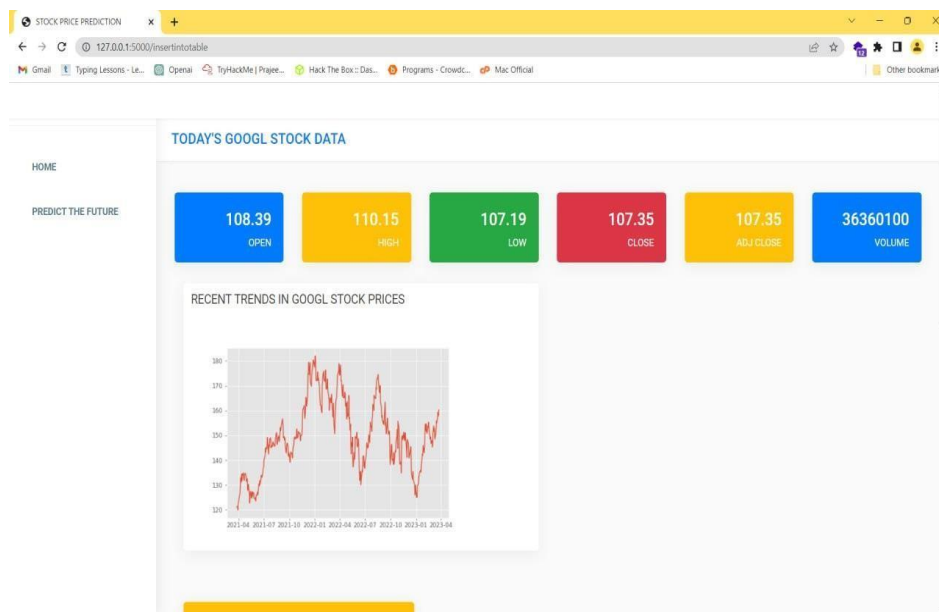 STOCK PRICE PREDICTION
127.0.0.1:5000/insertintotable
Gmail Typing Lessons - Le... Openai TryHackMe | Prajee... Hack The Box :: Das... Programs - Crowdc... Mac Official Other bookmark
TODAY'S GOOGL STOCK DATA
HOME
PREDICT THE FUTURE
108.39 110.15 107.19 107.35 107.35 36360100
OPEN HIGH LOW CLOSE ADJ CLOSE VOLUME
RECENT TRENDS IN GOOGL STOCK PRICES
180
170
160
150
140
130
120
2021-04 2021-07 2021-10 2022-01 2022-04 2022-07 2022-10 2023-01 2023-04